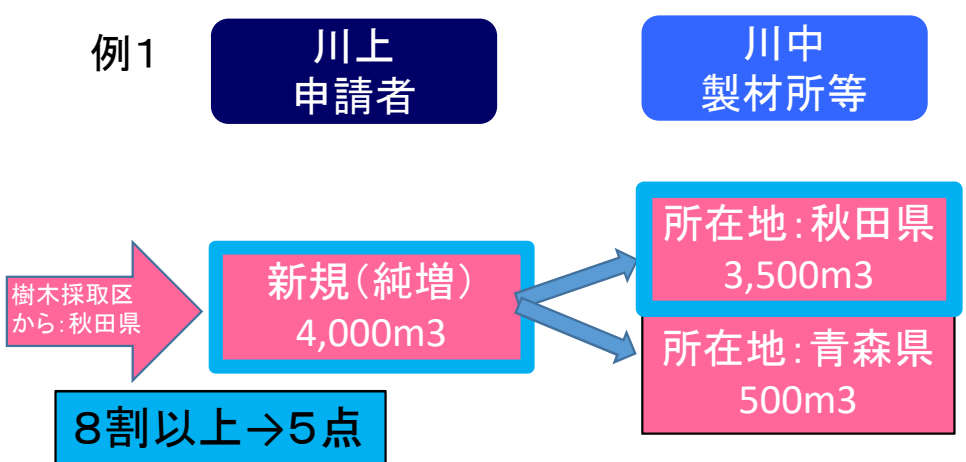 例1
川上
申請者
川中
製材所等
樹木採取区
から:秋田県
新規(純増)
4,000m3
所在地:秋田県
3,500m3
所在地:青森県
500m3
8割以上→5点